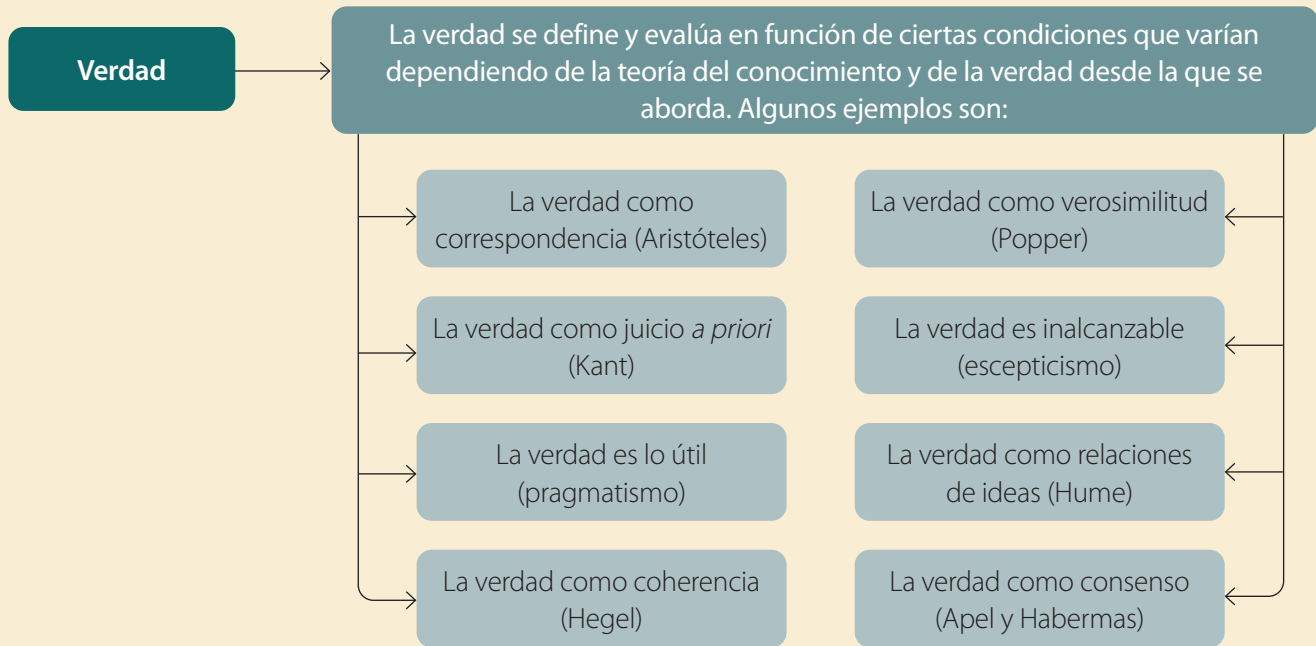 Verdad
La verdad se define y evalúa en función de ciertas condiciones que varían
dependiendo de la teoría del conocimiento y de la verdad desde la que se
aborda. Algunos ejemplos son:
La verdad como
correspondencia (Aristóteles)
La verdad como verosimilitud
(Popper)
La verdad como juicio a priori
(Kant)
La verdad es inalcanzable
(escepticismo)
La verdad es lo útil
(pragmatismo)
La verdad como relaciones
de ideas (Hume)
La verdad como coherencia
(Hegel)
La verdad como consenso
(Apel y Habermas)